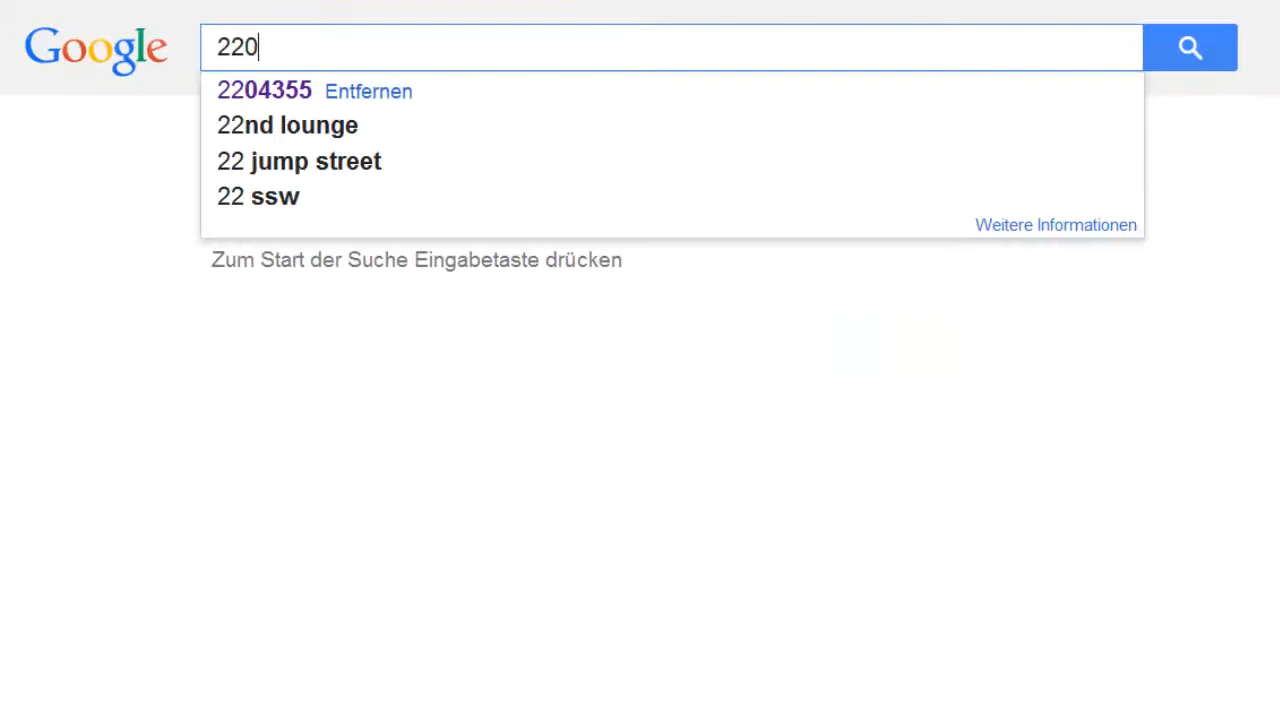 Google
220
2204355 Entfernen
22nd lounge
22 jump street
22 ssw
Weitere Informationen
Zum Start der Suche Eingabetaste drücken